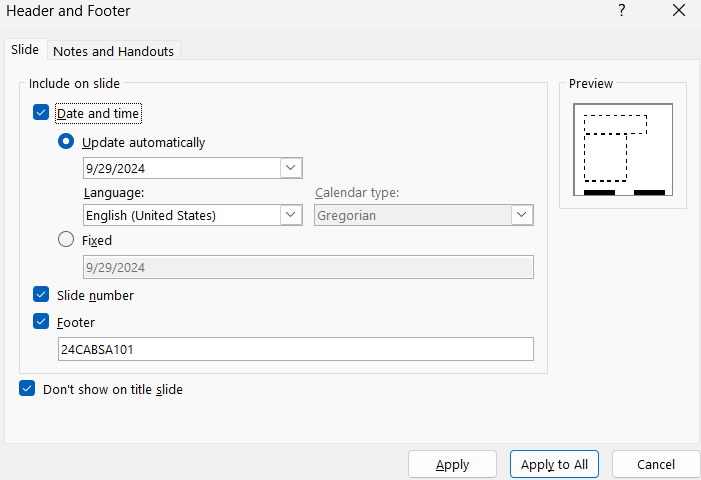 Header and Footer ?
Slide Notes and Handouts
Include on slide
Date and time
Update automatically
9/29/2024
Language:
Calendar type:
English (United States)
Gregorian
Fixed
9/29/2024
Slide number
Footer
24CABSA101
Don't show on title slide
Preview
Apply
Apply to All
Cancel